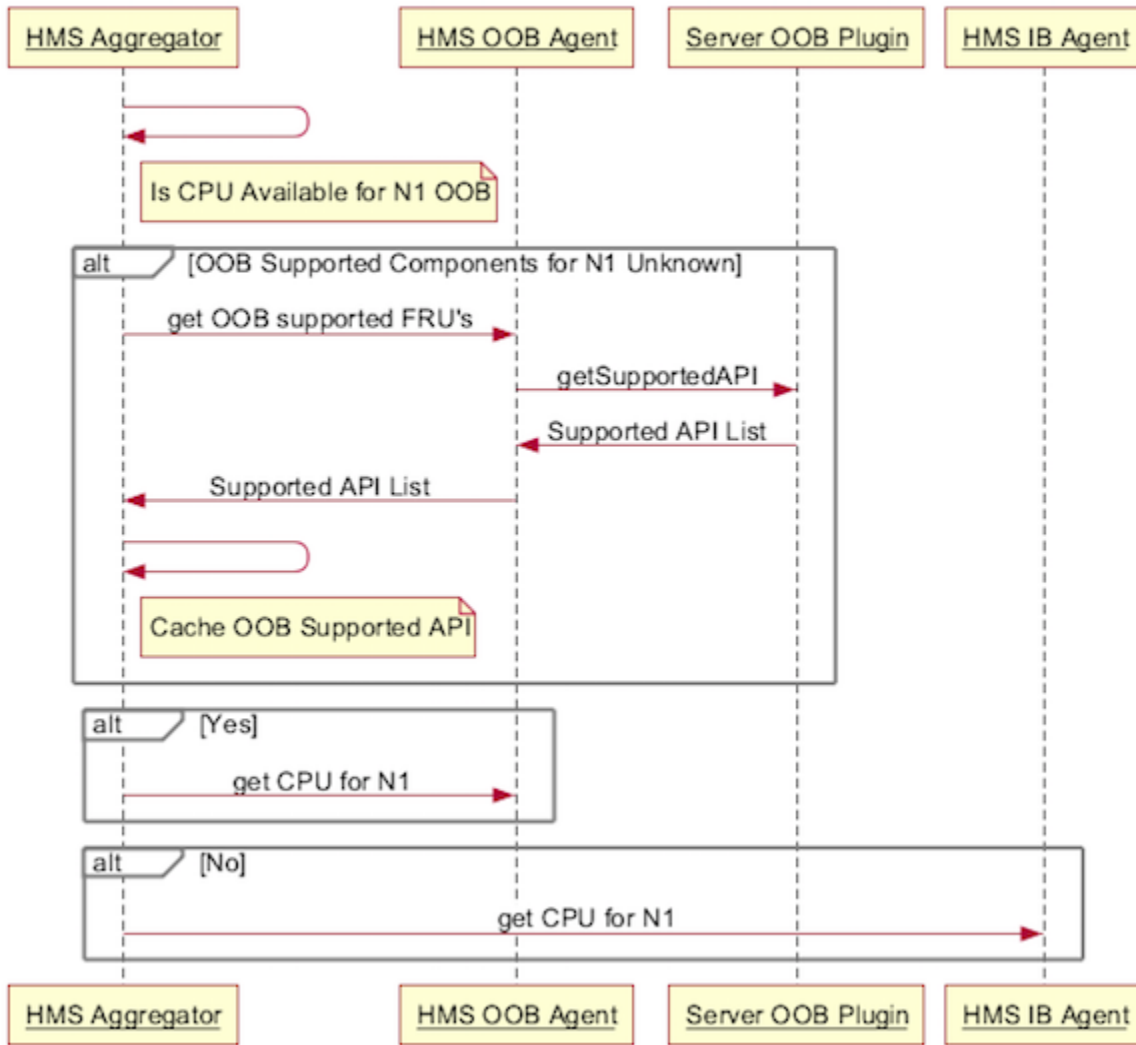 HMS Aggregator HMS OOB Agent Server OOB Plugin HMS IB Agent
Is CPU Available for N1 OOB
alt [OOB Supported Components for N1 Unknown]
get OOB supported FRU's
getSupportedAPI
Supported API List
Supported API List
Cache OOB Supported API
alt [Yes]
get CPU for N1
alt [No]
get CPU for N1
HMS Aggregator HMS OOB Agent Server OOB Plugin HMS IB Agent